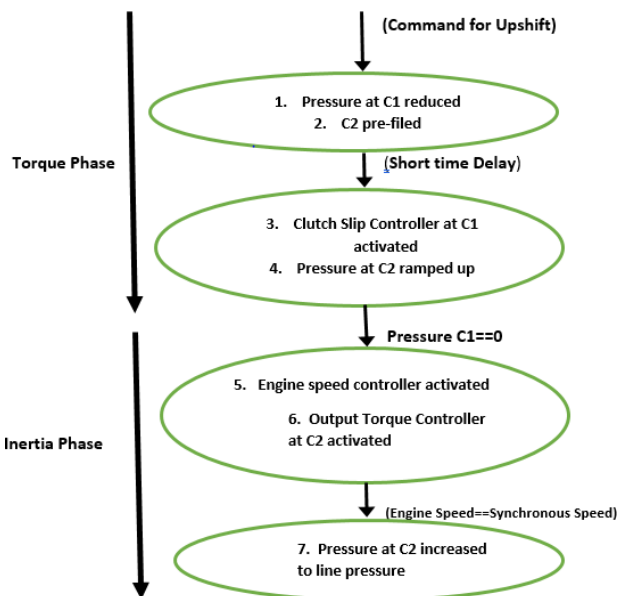 (Command for Upshift)
1. Pressure at C1 reduced
2. C2 pre-filed
Torque Phase
(Short time Delay)
3. Clutch Slip Controller at C1
activated
4. Pressure at C2 ramped up
Pressure C1==0
5. Engine speed controller activated
6. Output Torque Controller
at C2 activated
Inertia Phase
(Engine Speed==Synchronous Speed)
7. Pressure at C2 increased
to line pressure